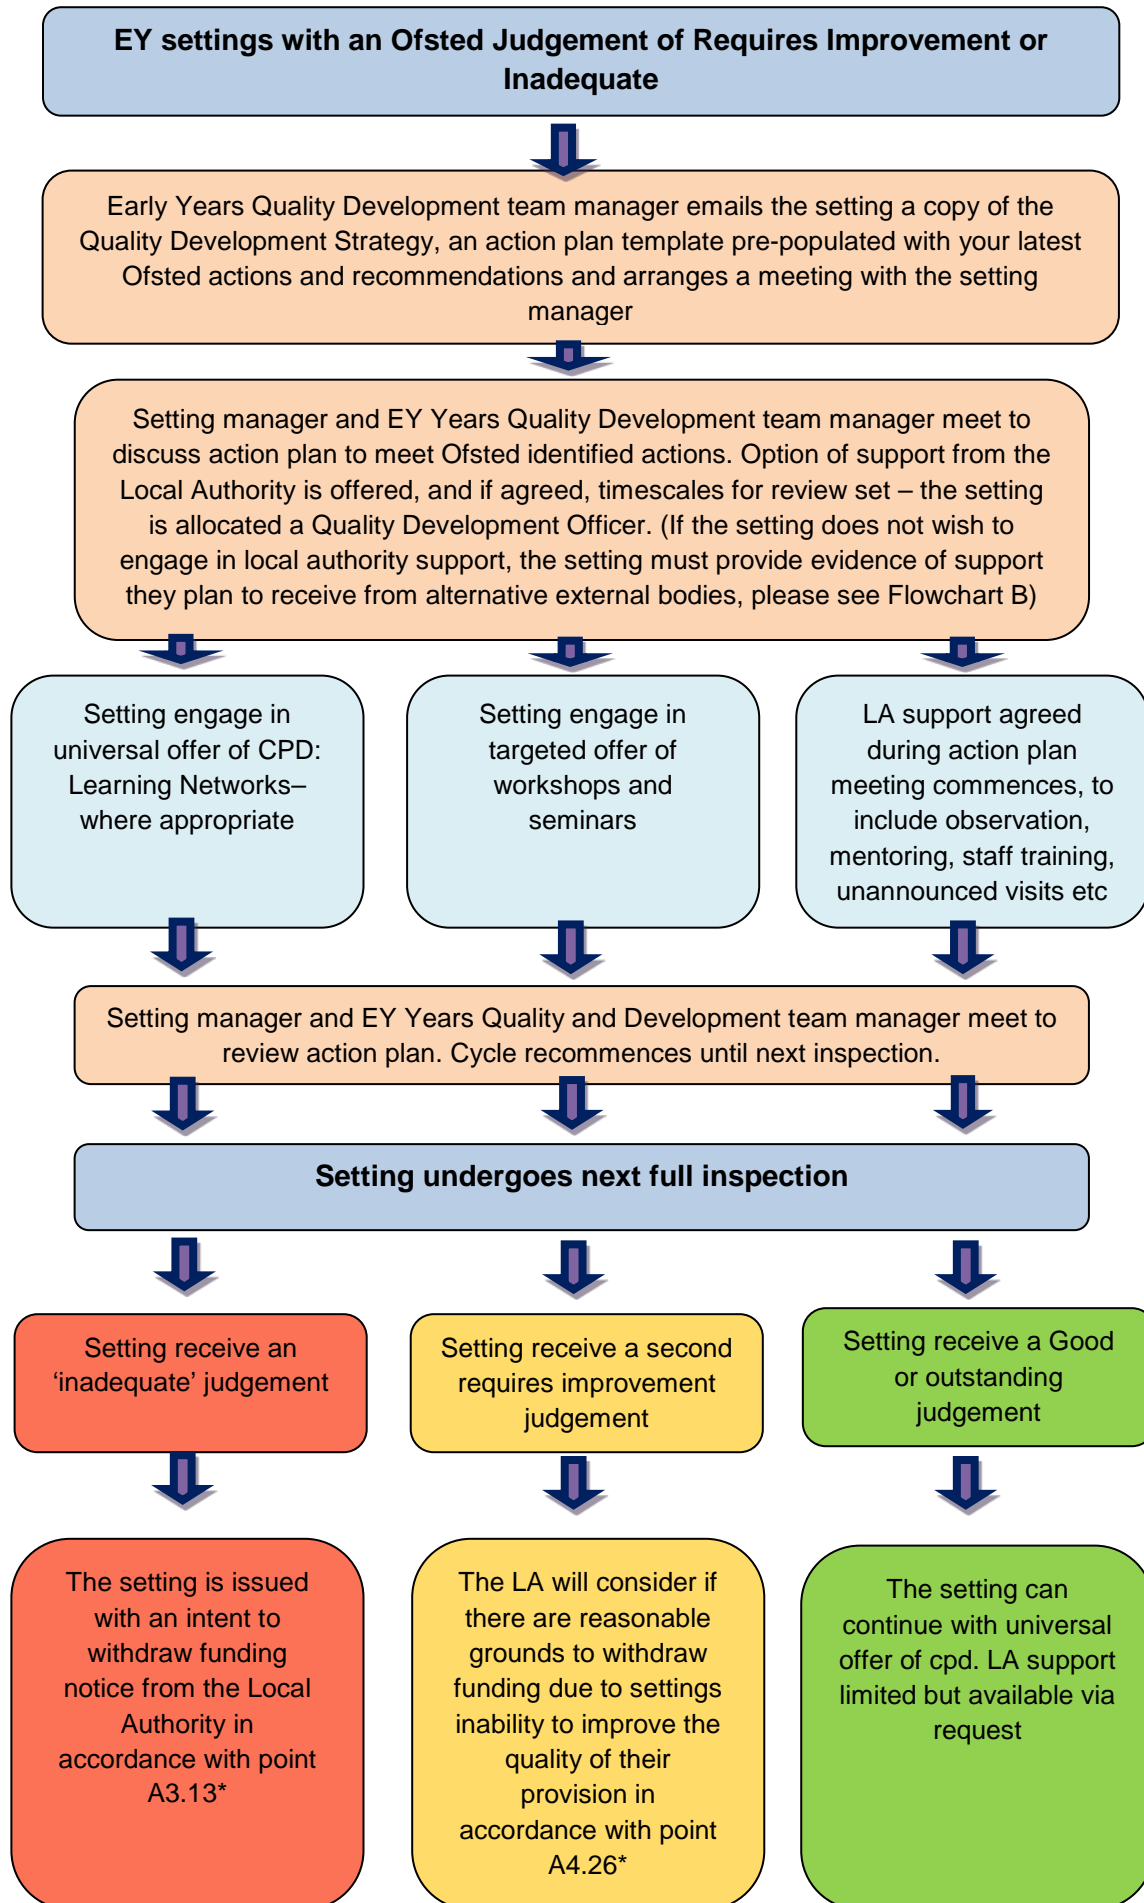 EY settings with an Ofsted Judgement of Requires Improvement or
Inadequate
Early Years Quality Development team manager emails the setting a copy of the
Quality Development Strategy, an action plan template pre-populated with your latest
Ofsted actions and recommendations and arranges a meeting with the setting
manager
Setting manager and EY Years Quality Development team manager meet to
discuss action plan to meet Ofsted identified actions. Option of support from the
Local Authority is offered, and if agreed, timescales for review set – the setting
is allocated a Quality Development Officer. (If the setting does not wish to
engage in local authority support, the setting must provide evidence of support
they plan to receive from alternative external bodies, please see Flowchart B)
Setting engage in
universal offer of CPD:
Learning Networks–
where appropriate
Setting engage in
targeted offer of
workshops and
seminars
LA support agreed
during action plan
meeting commences, to
include observation,
mentoring, staff training,
unannounced visits etc
Setting manager and EY Years Quality and Development team manager meet to
review action plan. Cycle recommences until next inspection.
Setting undergoes next full inspection
Setting receive an
‘inadequate’ judgement
Setting receive a second
requires improvement
judgement
Setting receive a Good
or outstanding
judgement
The setting is issued
with an intent to
withdraw funding
notice from the Local
Authority in
accordance with point
A3.13*
The LA will consider if
there are reasonable
grounds to withdraw
funding due to settings
inability to improve the
quality of their
provision in
accordance with point
A4.26*
The setting can
continue with universal
offer of cpd. LA support
limited but available via
request